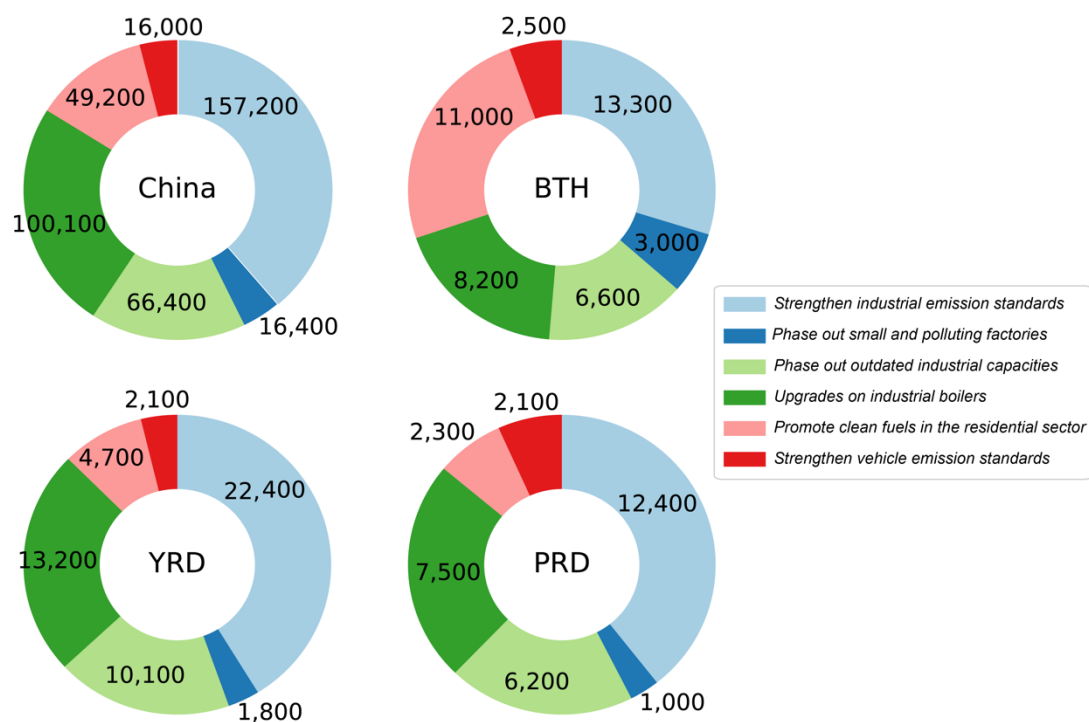 16,000
157,200
49,200
China
100,100
66,400
16,400
2,500
13,300
11,000
BTH
3,000
8,200
6,600
Strengthen industrial emission standards
Phase out small and polluting factories
Phase out outdated industrial capacities
Upgrades on industrial boilers
Promote clean fuels in the residential sector
Strengthen vehicle emission standards
2,100
4,700
22,400
YRD
13,200
10,100
1,800
2,100
2,300
12,400
PRD
7,500
6,200
1,000